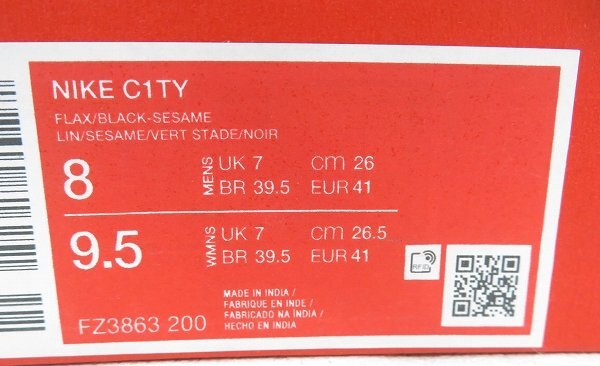 NIKE C1TY
FLAX/BLACK-SESAME
LIN/SESAME/VERT STADE/NOIR
8 MENS UK 7 cm 26
BR 39.5 EUR 41
9.5 WMNS UK 7 cm 26.5
BR 39.5 EUR 41
RFID
MADE IN INDIA /
FABRIQUE EN INDE /
FABRICADO NA ÍNDIA /
HECHO EN INDIA
FZ3863 200